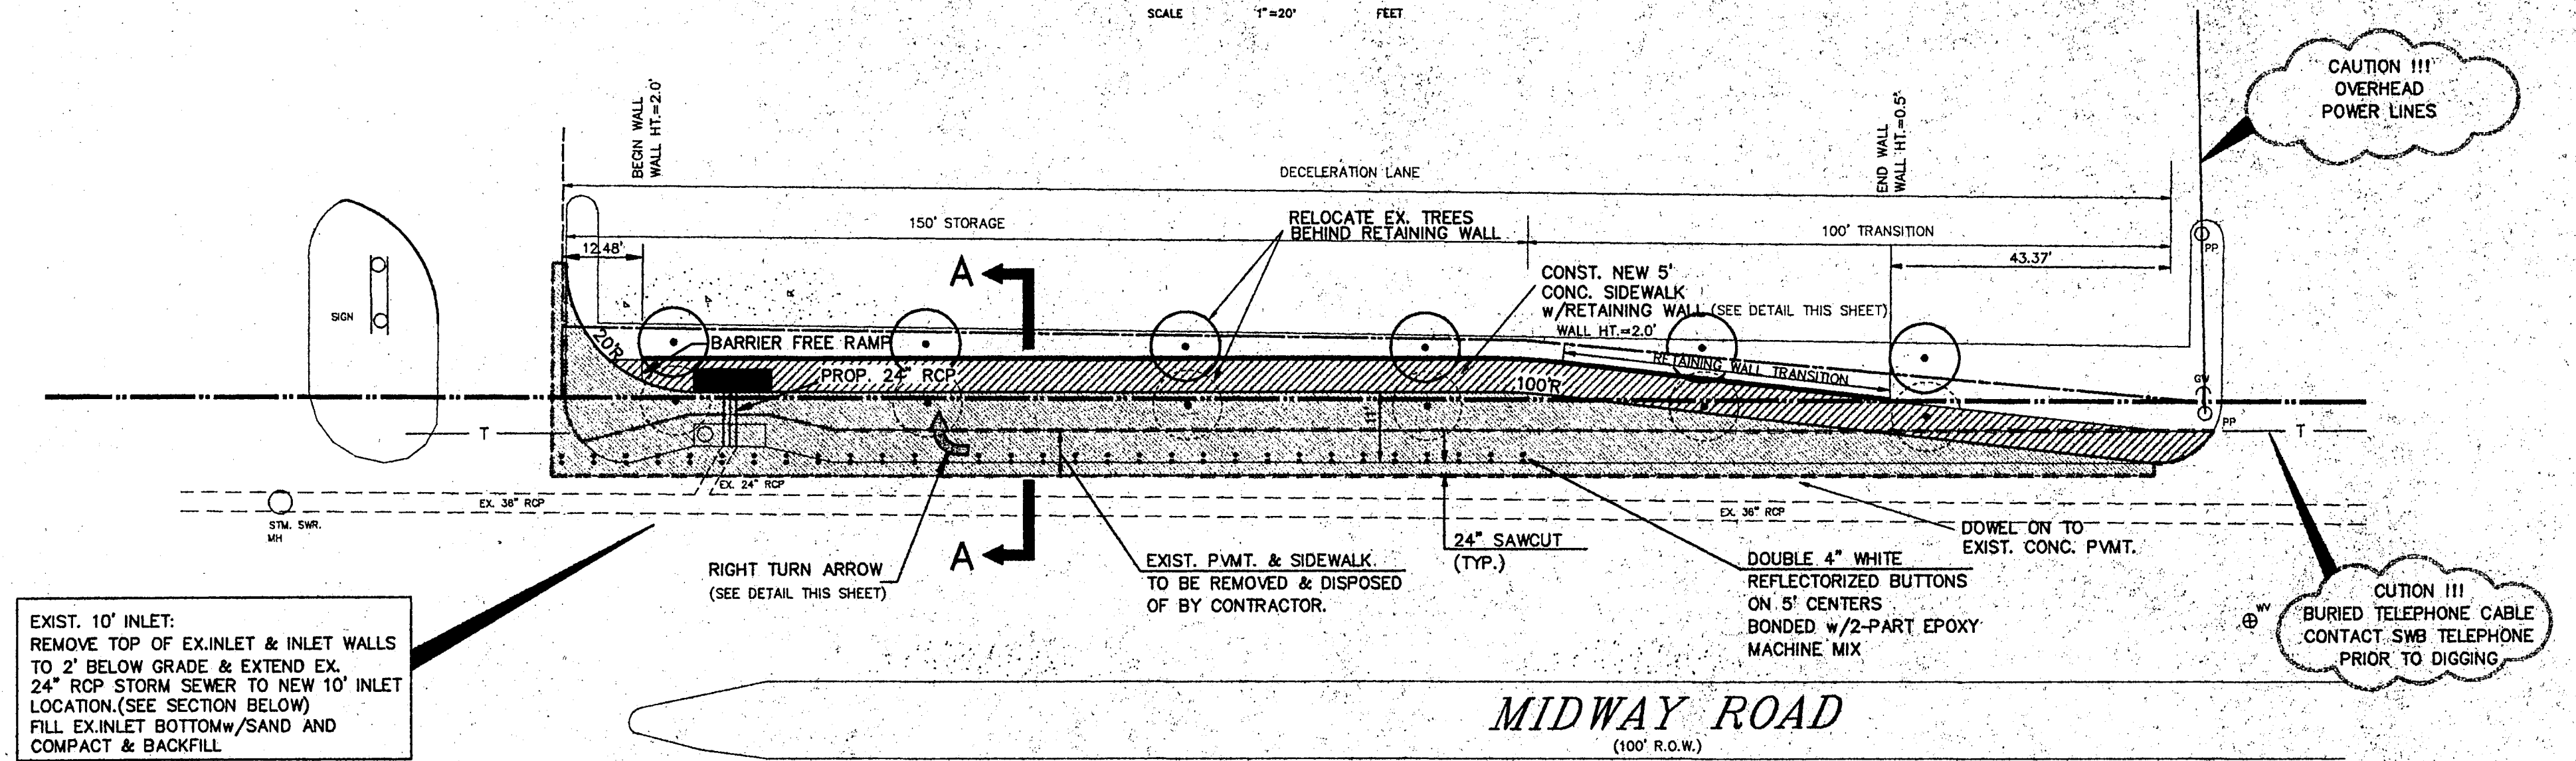 SCALE 1"=20' FEET
CAUTION !!!
OVERHEAD
POWER LINES
BEGIN WALL
WALL HT.=2.0'
END WALL
WALL HT.=0.5'
DECELERATION LANE
150' STORAGE
RELOCATE EX. TREES
BEHIND RETAINING WALL
100' TRANSITION
12.48'
43.37'
PP
A
CONST. NEW 5'
CONC. SIDEWALK
w/RETAINING WALL (SEE DETAIL THIS SHEET)
WALL HT.=2.0'
SIGN
20'R
BARRIER FREE RAMP
PROP. 24" RCP
RETAINING WALL TRANSITION
100'R
GW
PP
11'
T
T
EX. 24" RCP
EX. 36" RCP
EX. 36" RCP
STM. SWR.
MH
A
RIGHT TURN ARROW
(SEE DETAIL THIS SHEET)
EXIST. PVMT. & SIDEWALK
TO BE REMOVED & DISPOSED
OF BY CONTRACTOR.
24" SAWCUT
(TYP.)
DOUBLE 4" WHITE
REFLECTORIZED BUTTONS
ON 5' CENTERS
BONDED w/2-PART EPOXY
MACHINE MIX
DOWEL ON TO
EXIST. CONC. PVMT.
WV
CUTION !!!
BURIED TELEPHONE CABLE
CONTACT SWB TELEPHONE
PRIOR TO DIGGING
EXIST. 10' INLET:
REMOVE TOP OF EX.INLET & INLET WALLS
TO 2' BELOW GRADE & EXTEND EX.
24" RCP STORM SEWER TO NEW 10' INLET
LOCATION.(SEE SECTION BELOW)
FILL EX.INLET BOTTOMw/SAND AND
COMPACT & BACKFILL
MIDWAY ROAD
(100' R.O.W.)